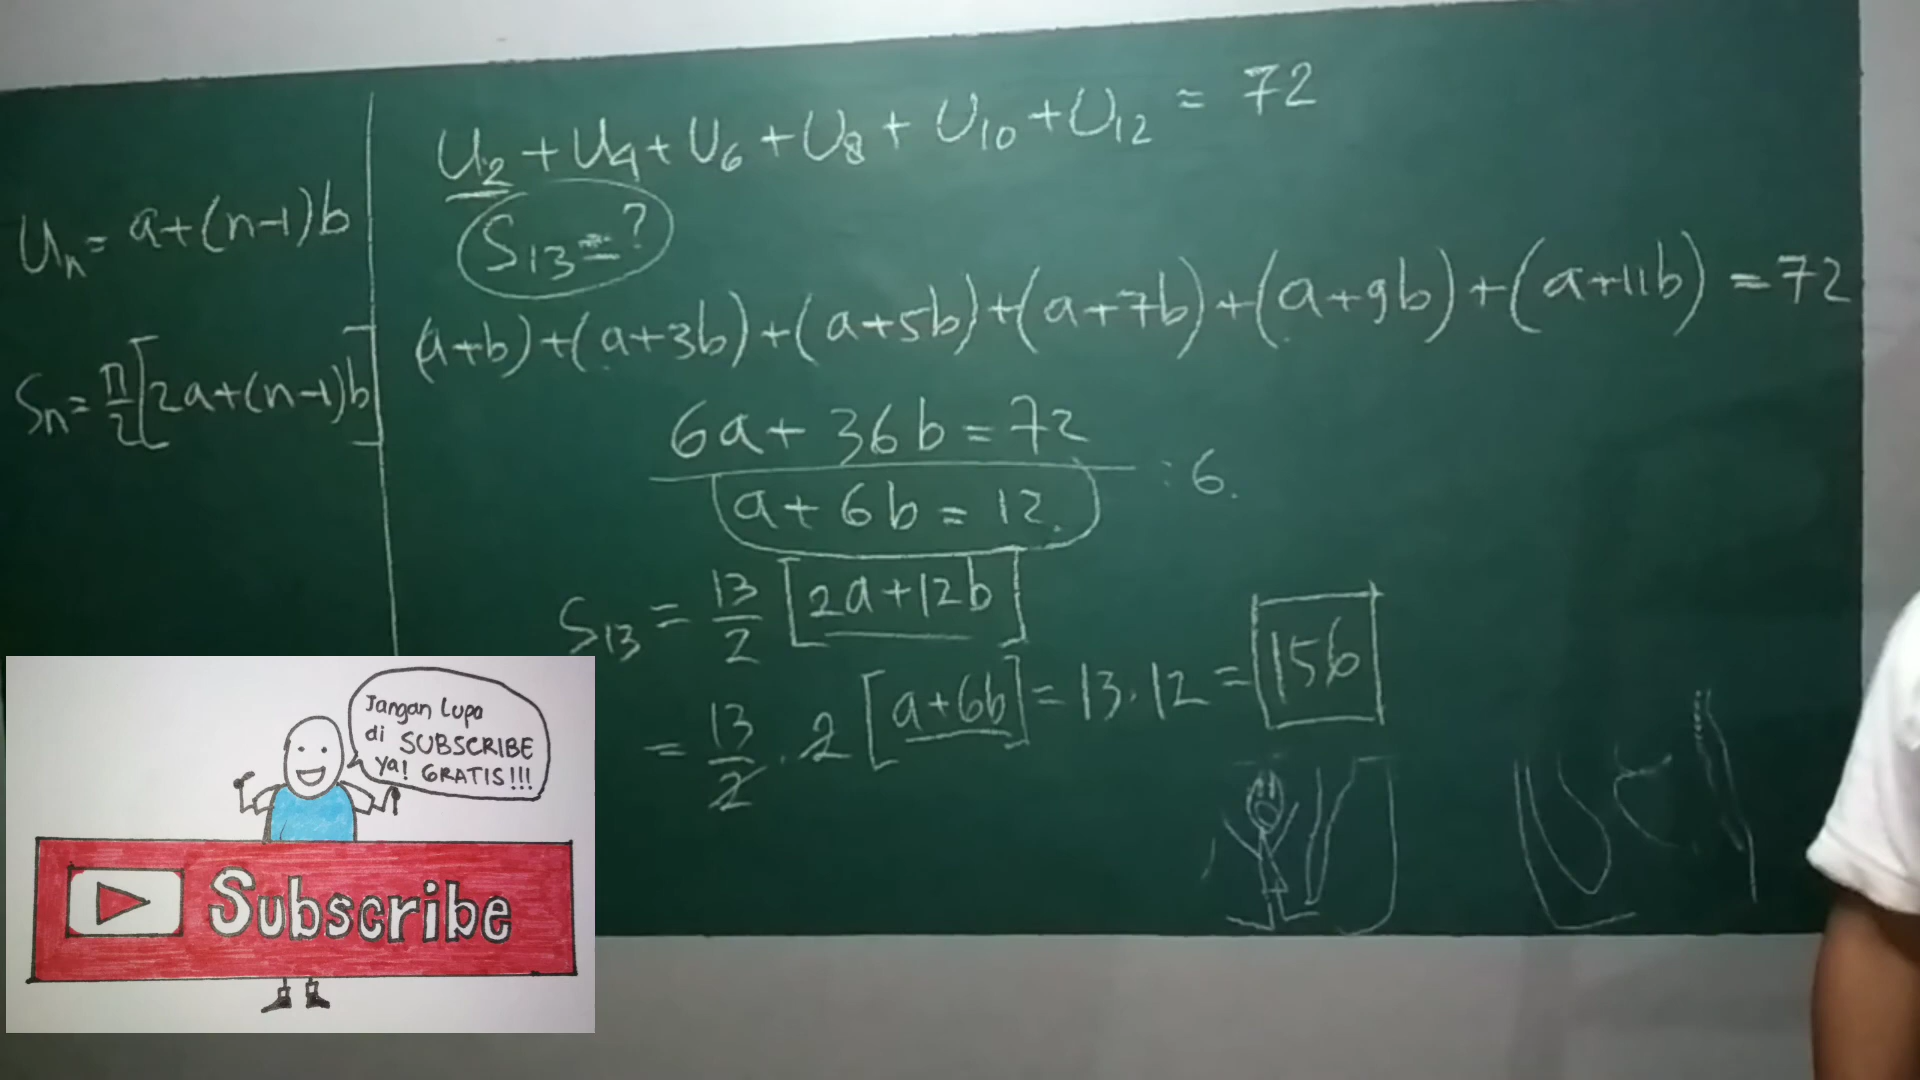 Uₙ = a+(n-1)b
Sₙ = n/2 [2a+(n-1)b]
U₂ + U₄ + U₆ + U₈ + U₁₀ + U₁₂ = 72
S₁₃ = ?
(a+b)+(a+3b)+(a+5b)+(a+7b)+(a+9b)+(a+11b) = 72
6a + 36b = 72
: 6.
a + 6b = 12.
S₁₃ = 13/2 [2a+12b]
= 13/2 . 2 [a+6b] = 13.12 = 156
Jangan Lupa
di SUBSCRIBE
ya! GRATIS!!!
Subscribe